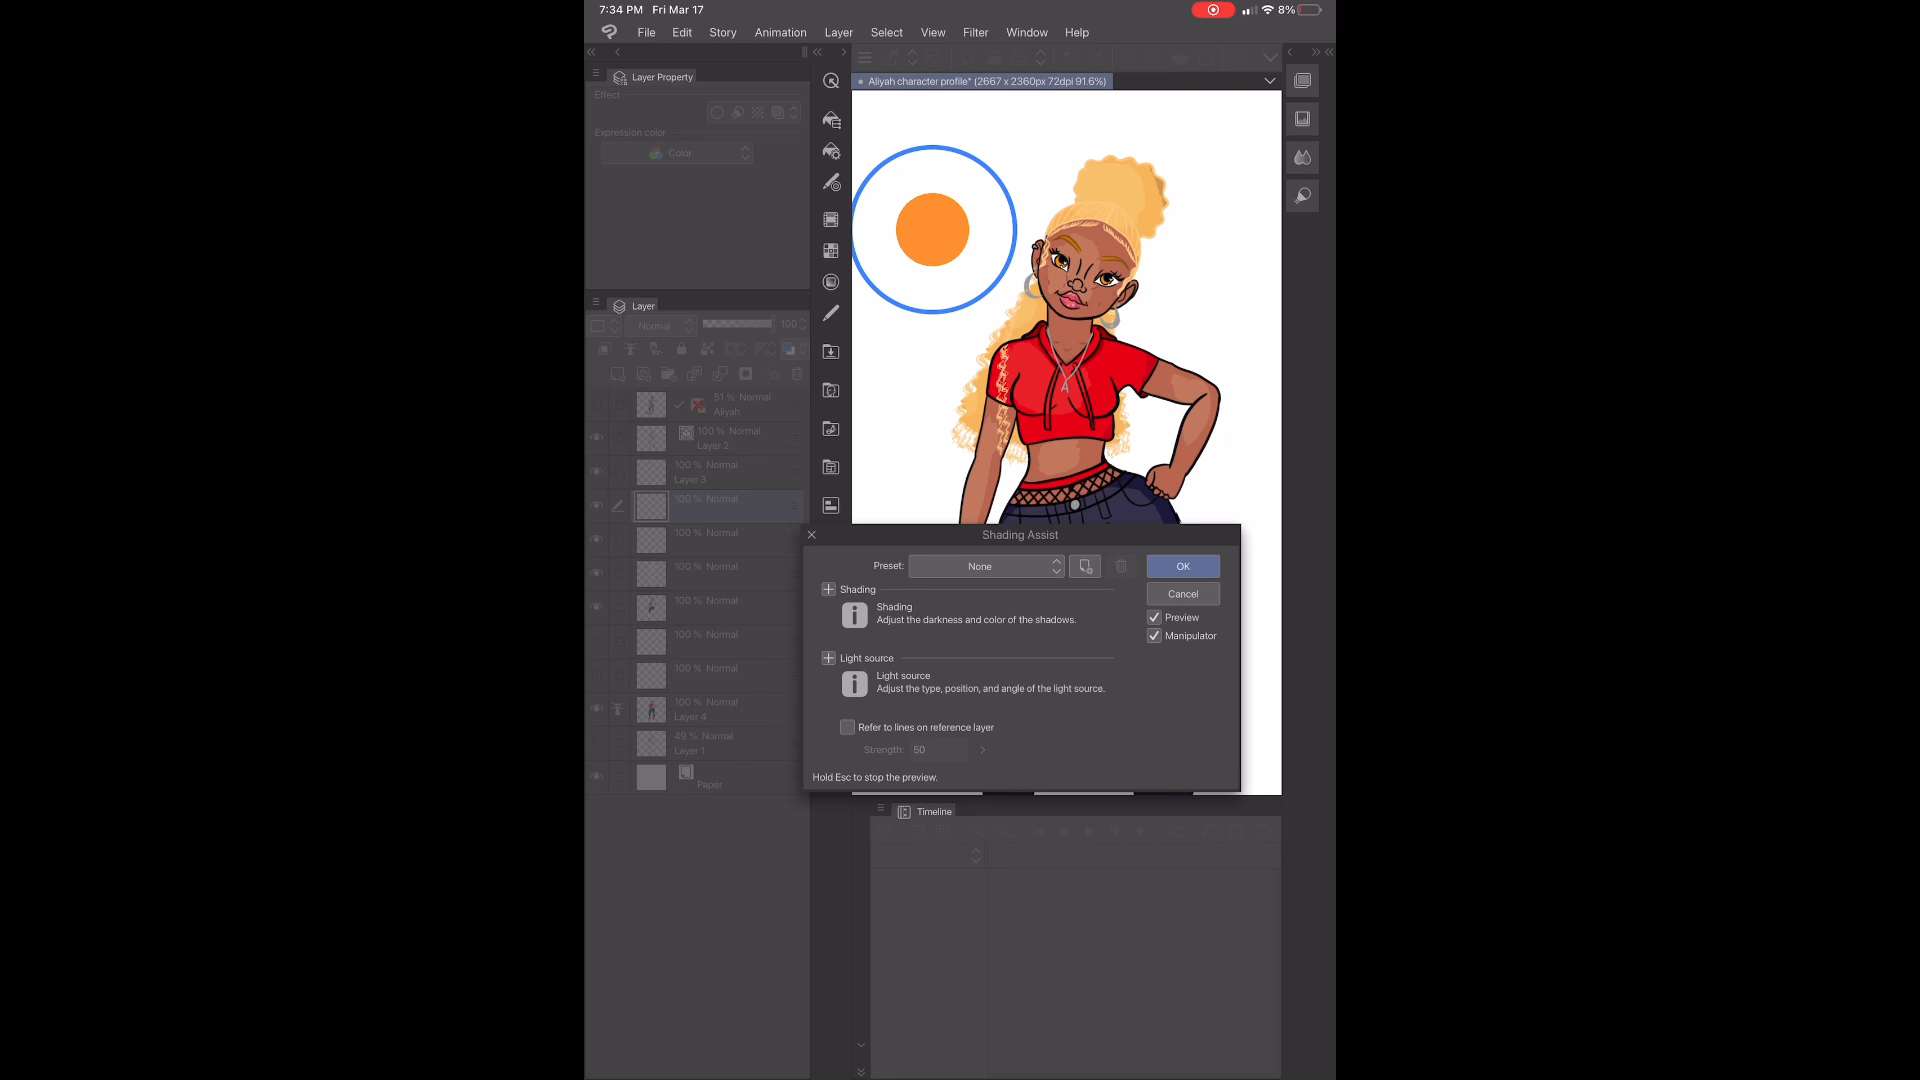 7:34 PM Fri Mar 17
8%
File Edit Story Animation Layer Select View Filter Window Help
Layer Property
Aliyah character profile* (2667 x 2360px 72dpi 91.6%)
Effect
Expression color
Color
Layer
Normal 100
51 % Normal
Aliyah
100 % Normal
Layer 2
100 % Normal
Layer 3
100 % Normal
100 % Normal
100 % Normal
100 % Normal
100 % Normal
100 % Normal
100 % Normal
Layer 4
49 % Normal
Layer 1
Paper
A
Shading Assist
Preset: None
OK
Cancel
Preview
Manipulator
Shading
Shading
Adjust the darkness and color of the shadows.
Light source
Light source
Adjust the type, position, and angle of the light source.
Refer to lines on reference layer
Strength: 50
Hold Esc to stop the preview.
Timeline